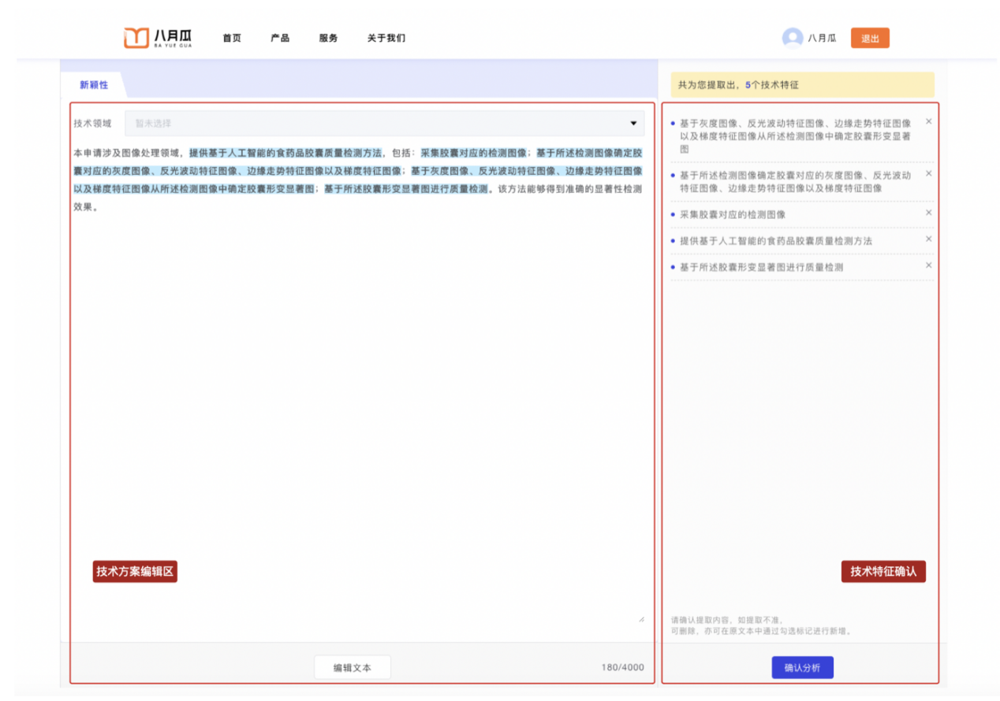 八月瓜
BA YUE GUA
首页 产品 服务 关于我们
八月瓜 退出
新颖性
技术领域 暂未选择
本申请涉及图像处理领域，提供基于人工智能的食药品胶囊质量检测方法，包括：采集胶囊对应的检测图像；基于所述检测图像确定胶
囊对应的灰度图像、反光波动特征图像、边缘走势特征图像以及梯度特征图像；基于灰度图像、反光波动特征图像、边缘走势特征图像
以及梯度特征图像从所述检测图像中确定胶囊形变显著图；基于所述胶囊形变显著图进行质量检测。该方法能够得到准确的显著性检测
效果。
技术方案编辑区
编辑文本
180/4000
共为您提取出，5个技术特征
基于灰度图像、反光波动特征图像、边缘走势特征图像
以及梯度特征图像从所述检测图像中确定胶囊形变显著
图
基于所述检测图像确定胶囊对应的灰度图像、反光波动
特征图像、边缘走势特征图像以及梯度特征图像
采集胶囊对应的检测图像
提供基于人工智能的食药品胶囊质量检测方法
基于所述胶囊形变显著图进行质量检测
技术特征确认
请确认提取内容，如提取不准，
可删除，亦可在原文本中通过勾选标记进行新增。
确认分析